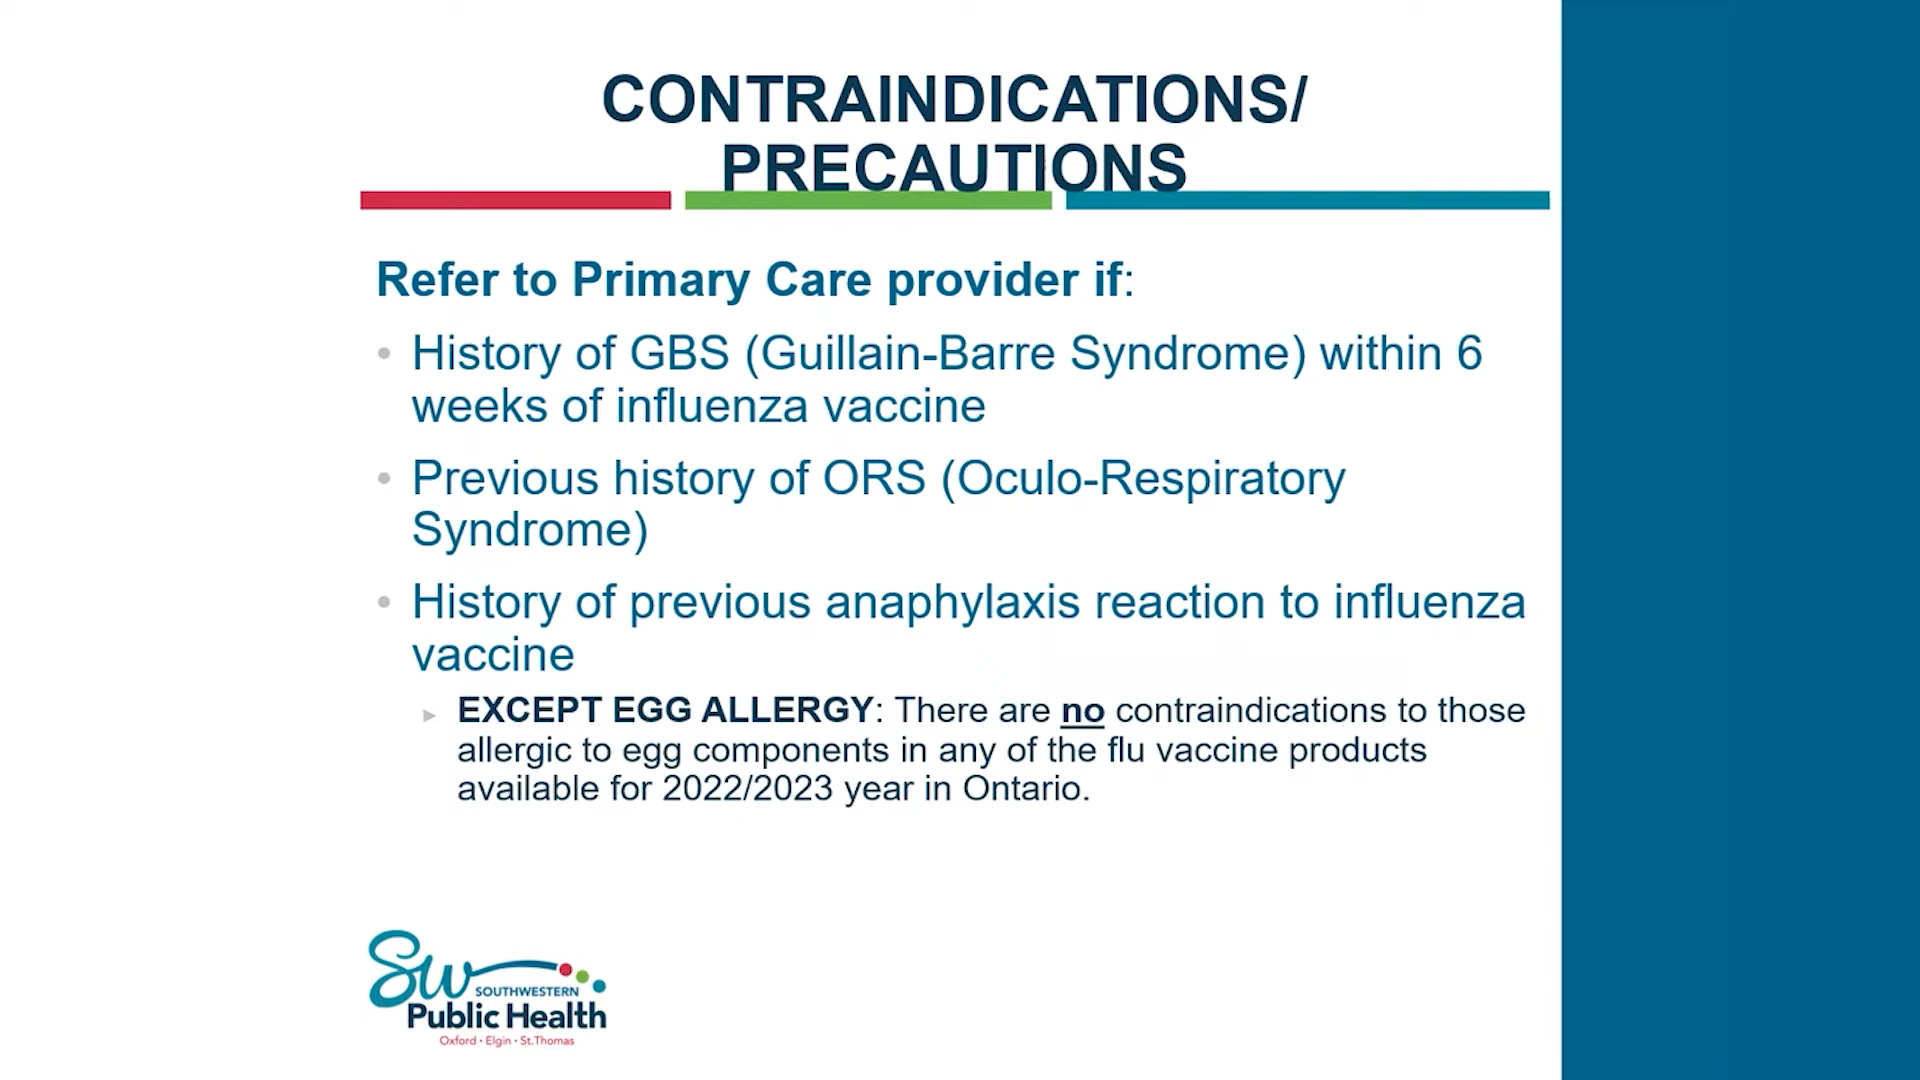 CONTRAINDICATIONS/
PRECAUTIONS
Refer to Primary Care provider if:
• History of GBS (Guillain-Barre Syndrome) within 6
weeks of influenza vaccine
• Previous history of ORS (Oculo-Respiratory
Syndrome)
• History of previous anaphylaxis reaction to influenza
vaccine
▸ EXCEPT EGG ALLERGY: There are no contraindications to those
allergic to egg components in any of the flu vaccine products
available for 2022/2023 year in Ontario.
Sw
SOUTHWESTERN
Public Health
Oxford • Elgin • St.Thomas